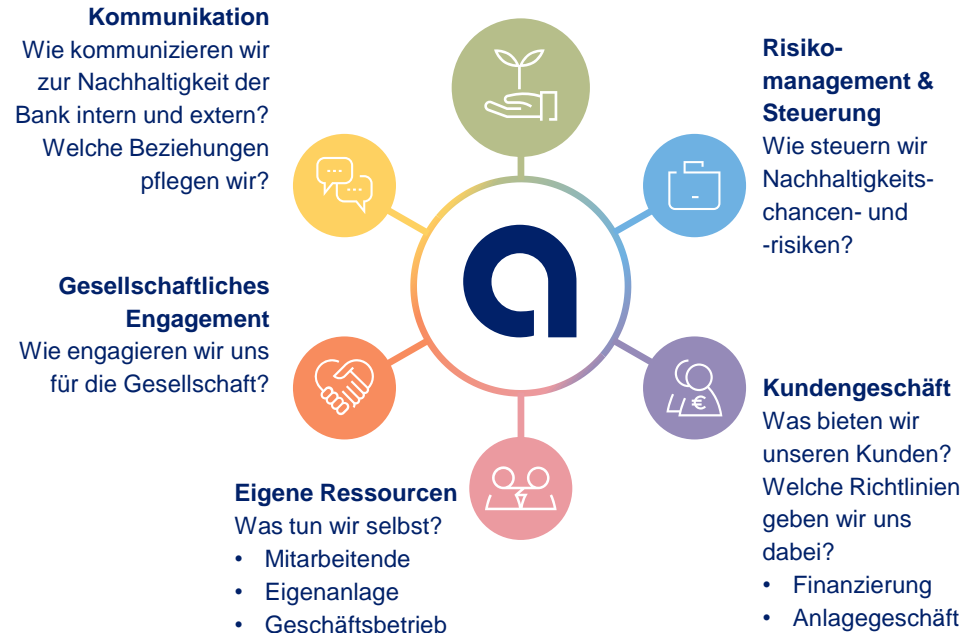 Kommunikation
Wie kommunizieren wir
zur Nachhaltigkeit der
Bank intern und extern?
Welche Beziehungen
pflegen wir?
Risiko-
management &
Steuerung
Wie steuern wir
Nachhaltigkeits-
chancen- und
-risiken?
Gesellschaftliches
Engagement
Wie engagieren wir uns
für die Gesellschaft?
Kundengeschäft
Was bieten wir
unseren Kunden?
Welche Richtlinien
geben wir uns
dabei?
• Finanzierung
• Anlagegeschäft
Eigene Ressourcen
Was tun wir selbst?
• Mitarbeitende
• Eigenanlage
• Geschäftsbetrieb
a
€